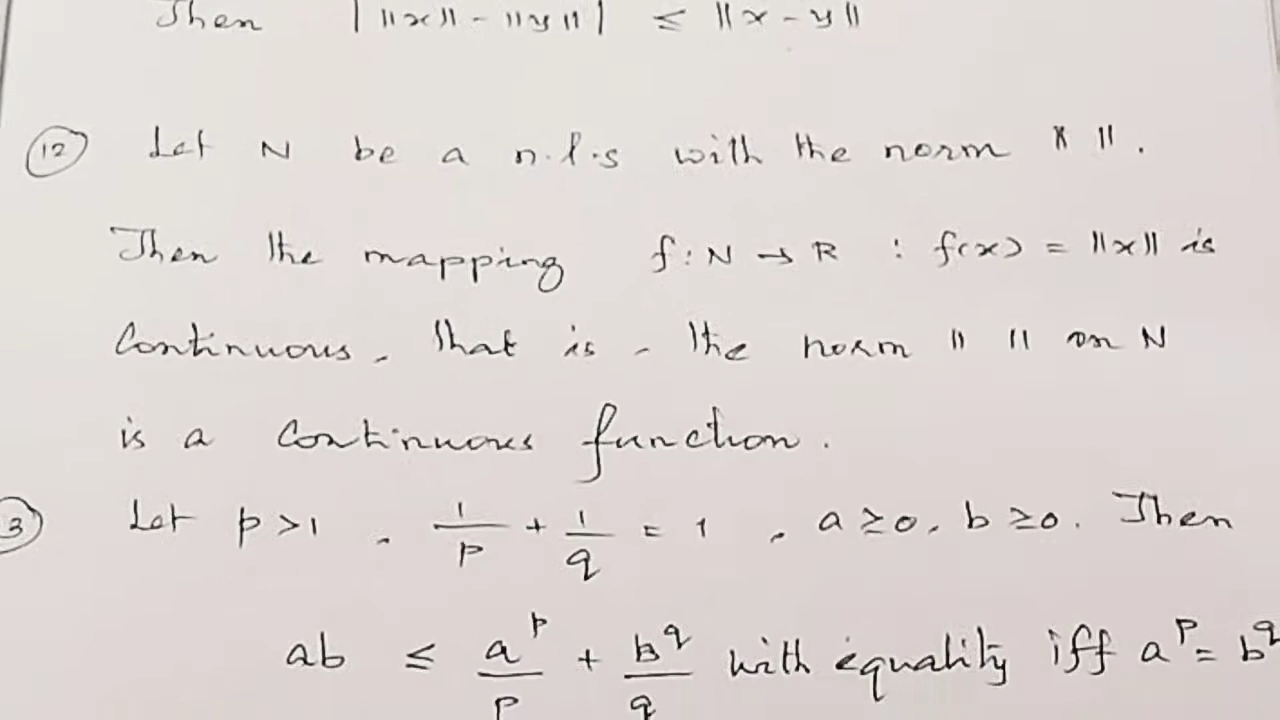 Then | ||x|| - ||y|| | ≤ ||x - y||
12 Let N be a n.l.s with the norm || ||.
Then the mapping f: N → R : f(x) = ||x|| is
Continuous, that is, the norm || || on N
is a continuous function.
3 Let p > 1, 1/p + 1/q = 1, a ≥ 0, b ≥ 0. Then
ab ≤ a^p/p + b^q/q with equality iff a^p = b^q